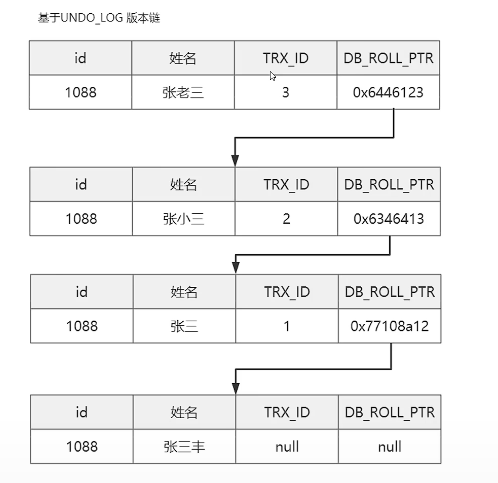 基于UNDO_LOG 版本链
id 姓名 TRX_ID DB_ROLL_PTR
1088 张老三 3 0x6446123
id 姓名 TRX_ID DB_ROLL_PTR
1088 张小三 2 0x6346413
id 姓名 TRX_ID DB_ROLL_PTR
1088 张三 1 0x77108a12
id 姓名 TRX_ID DB_ROLL_PTR
1088 张三丰 null null